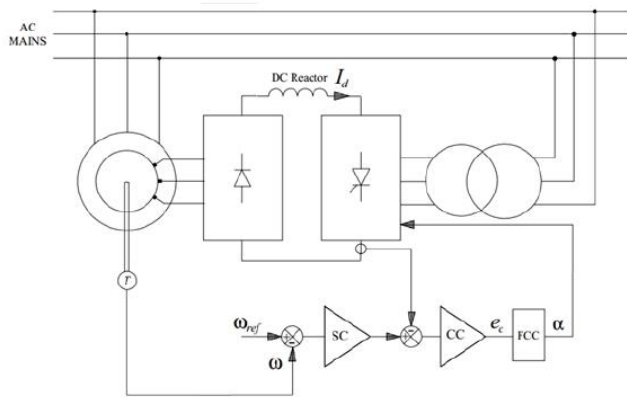 AC
MAINS
DC Reactor
I_d
r
ω_ref
ω
+
-
SC
+
-
CC
e_c
FCC
α